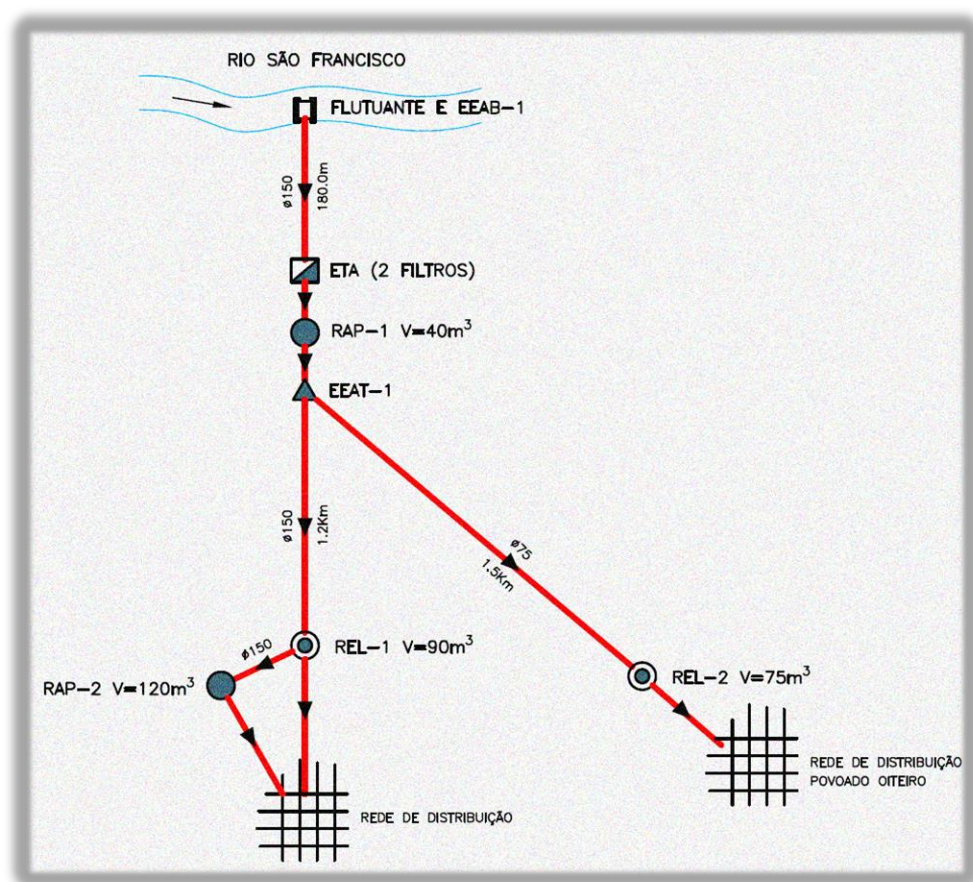 RIO SÃO FRANCISCO
FLUTUANTE E EEAB-1
ø150
180.0m
ETA (2 FILTROS)
RAP-1 V=40m³
EEAT-1
ø150
1.2Km
ø75
1.5Km
ø150
REL-1 V=90m³
RAP-2 V=120m³
REL-2 V=75m³
REDE DE DISTRIBUIÇÃO
POVOADO OITEIRO
REDE DE DISTRIBUIÇÃO